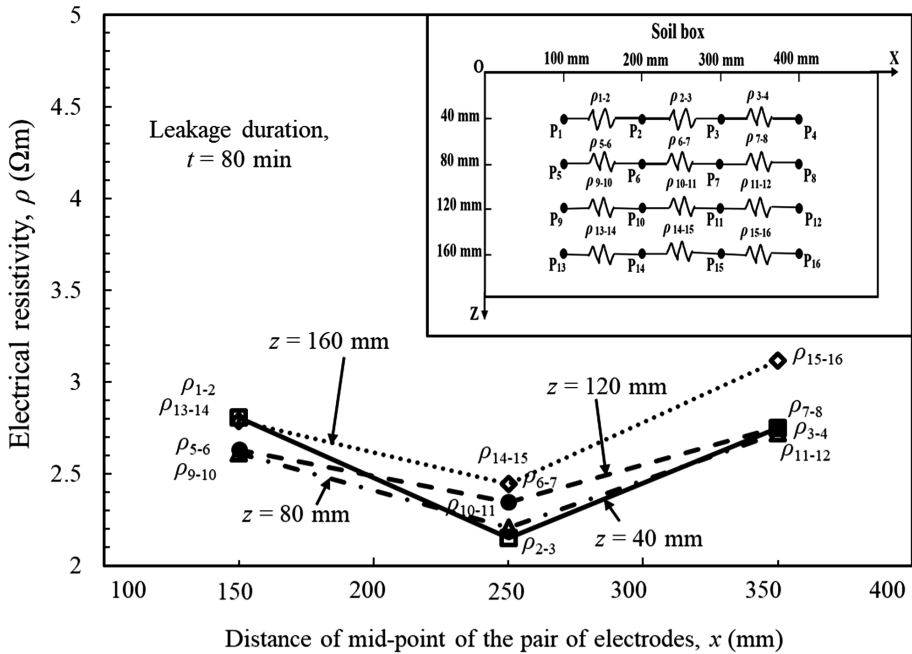 Electrical resistivity, ρ (Ωm)
5
4.5
4
3.5
3
2.5
2
Leakage duration,
t = 80 min
Soil box
O
100 mm
200 mm
300 mm
400 mm
X
ρ1-2
ρ2-3
ρ3-4
40 mm
P1
P2
P3
P4
ρ5-6
ρ6-7
ρ7-8
80 mm
P5
P6
P7
P8
ρ9-10
ρ10-11
ρ11-12
120 mm
P9
P10
P11
P12
ρ13-14
ρ14-15
ρ15-16
160 mm
P13
P14
P15
P16
Z
z = 160 mm
ρ15-16
ρ1-2
z = 120 mm
ρ13-14
ρ7-8
ρ3-4
ρ5-6
ρ14-15
ρ11-12
ρ9-10
ρ6-7
ρ10-11
z = 80 mm
ρ2-3
z = 40 mm
100
150
200
250
300
350
400
Distance of mid-point of the pair of electrodes, x (mm)